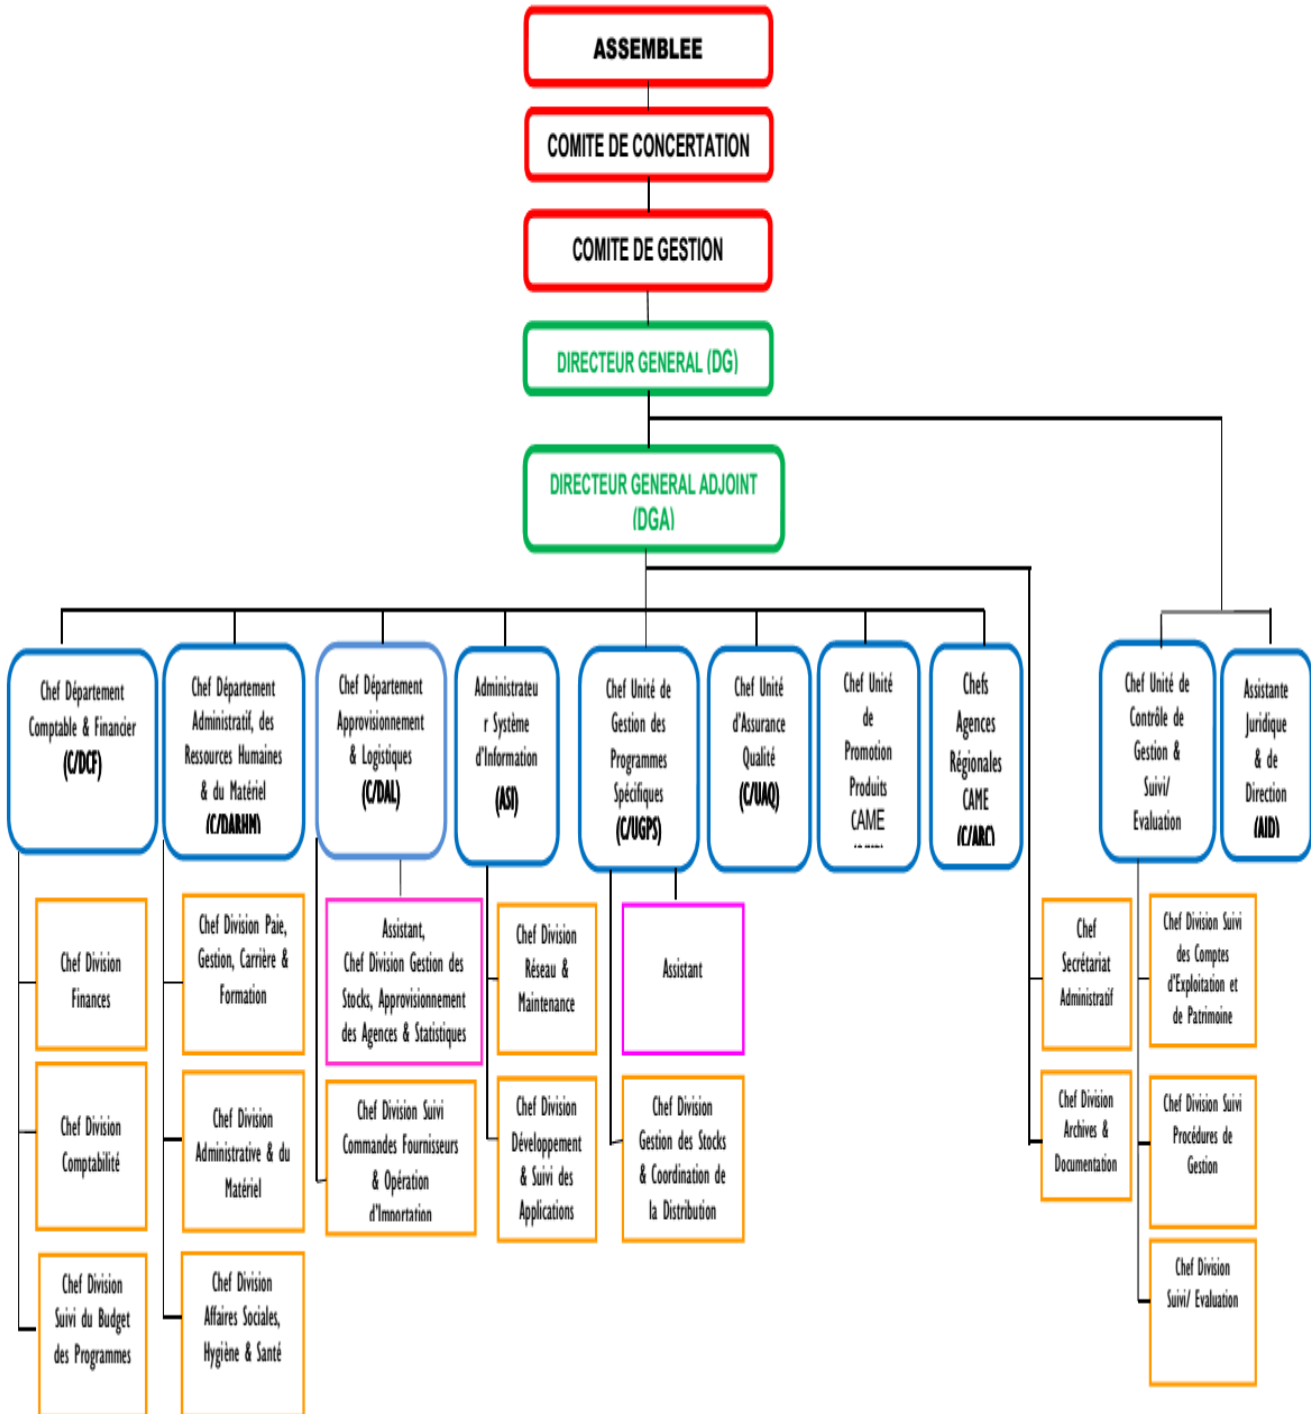 ASSEMBLEE
COMITE DE CONCERTATION
COMITE DE GESTION
DIRECTEUR GENERAL (DG)
DIRECTEUR GENERAL ADJOINT
(DGA)
Chef Département
Comptable & Financier
(C/DCF)
Chef Département
Administratif, des
Ressources Humaines
& du Matériel
(C/DARHM)
Chef Département
Approvisionnement
& Logistiques
(C/DAL)
Administrateu
r Système
d'Information
(ASI)
Chef Unité de
Gestion des
Programmes
Spécifiques
(C/UGPS)
Chef Unité
d'Assurance
Qualité
(C/UAQ)
Chef Unité
de
Promotion
Produits
CAME
Chefs
Agences
Régionales
CAME
(C/ARC)
Chef Unité de
Contrôle de
Gestion &
Suivi/
Evaluation
Assistante
Juridique
& de
Direction
(AJD)
Chef Division
Finances
Chef Division
Comptabilité
Chef Division
Suivi du Budget
des Programmes
Chef Division Paie,
Gestion, Carrière &
Formation
Chef Division
Administrative & du
Matériel
Chef Division
Affaires Sociales,
Hygiène & Santé
Assistant,
Chef Division Gestion des
Stocks, Approvisionnement
des Agences & Statistiques
Chef Division Suivi
Commandes Fournisseurs
& Opération
d'Importation
Chef Division
Réseau &
Maintenance
Chef Division
Développement
& Suivi des
Applications
Assistant
Chef Division
Gestion des Stocks
& Coordination de
la Distribution
Chef
Secrétariat
Administratif
Chef Division
Archives &
Documentation
Chef Division Suivi
des Comptes
d'Exploitation et
de Patrimoine
Chef Division Suivi
Procédures de
Gestion
Chef Division
Suivi/ Evaluation